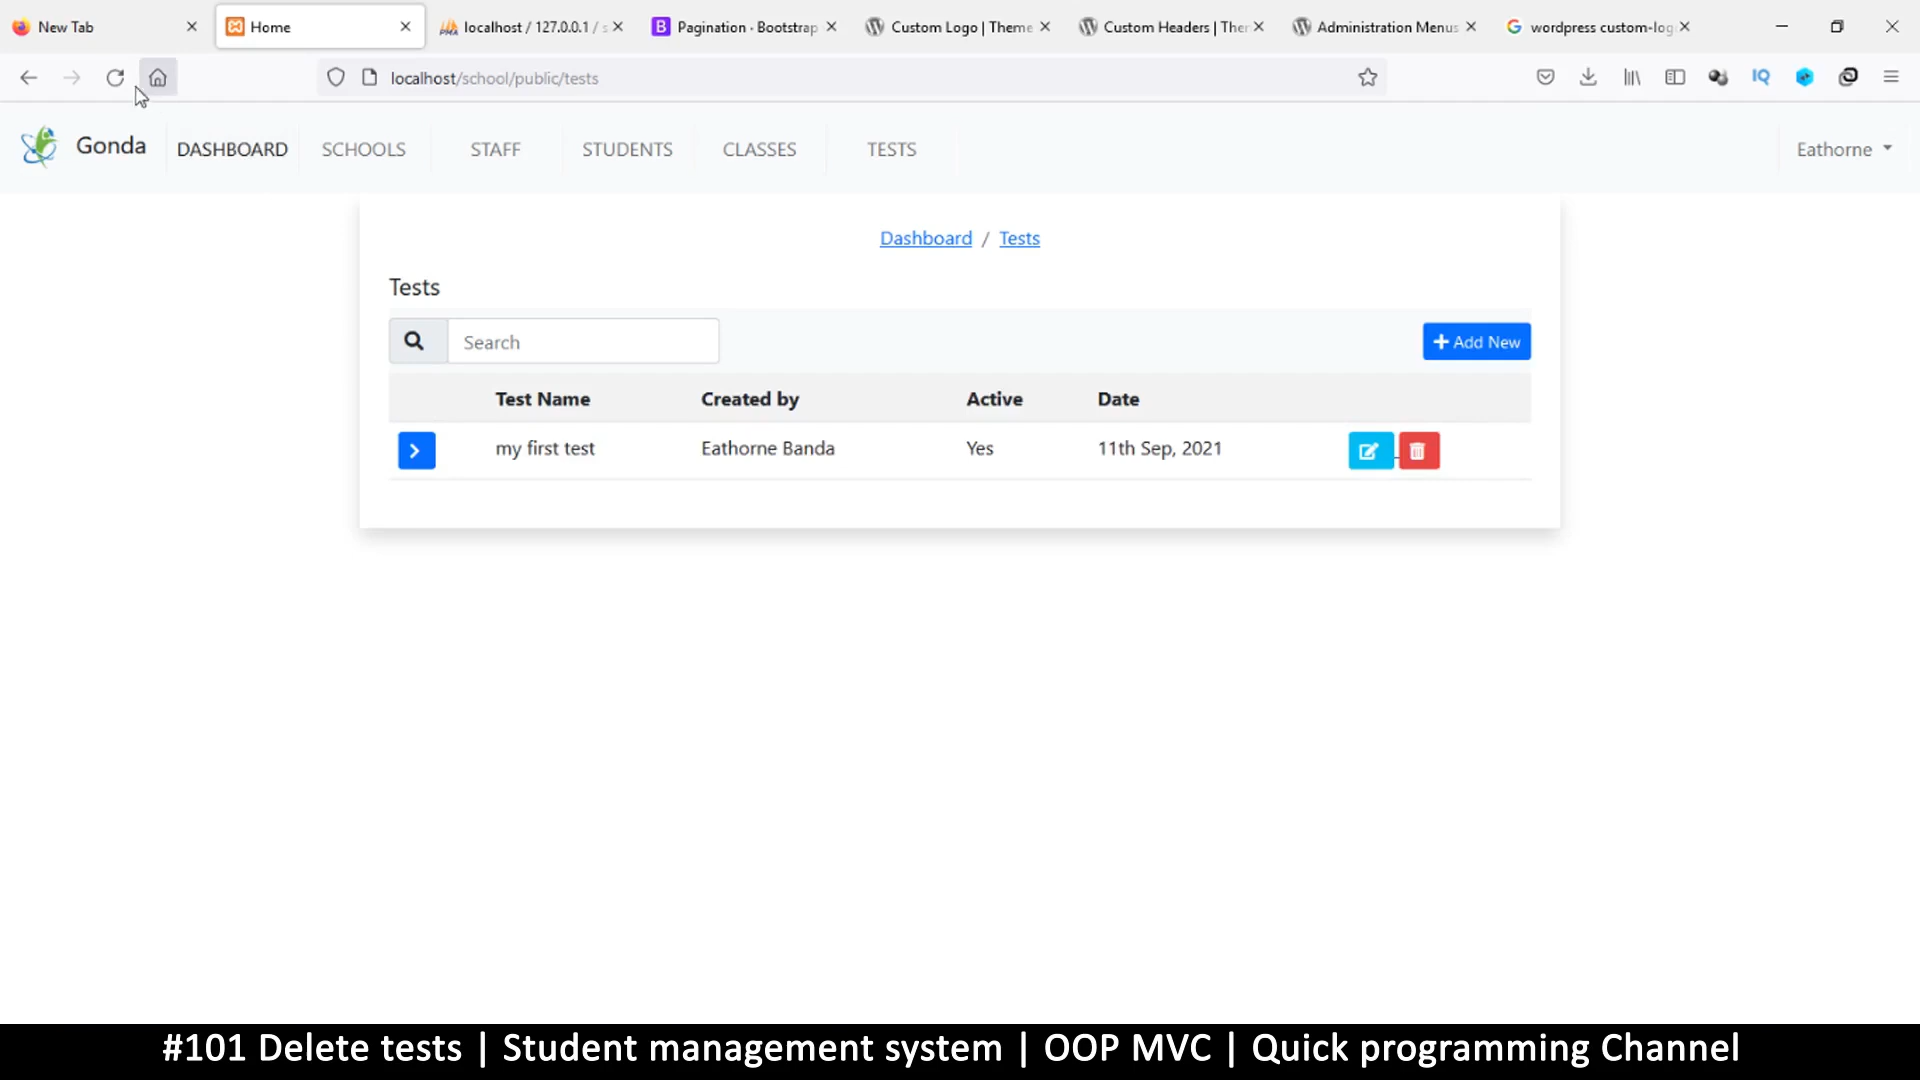 New Tab
Home
localhost / 127.0.0.1 / s
Pagination · Bootstrap
Custom Logo | Theme
Custom Headers | Ther
Administration Menus
wordpress custom-log
localhost/school/public/tests
IQ
Gonda
DASHBOARD
SCHOOLS
STAFF
STUDENTS
CLASSES
TESTS
Eathorne
Dashboard / Tests
Tests
Search
Add New
Test Name Created by Active Date
my first test Eathorne Banda Yes 11th Sep, 2021
#101 Delete tests | Student management system | OOP MVC | Quick programming Channel